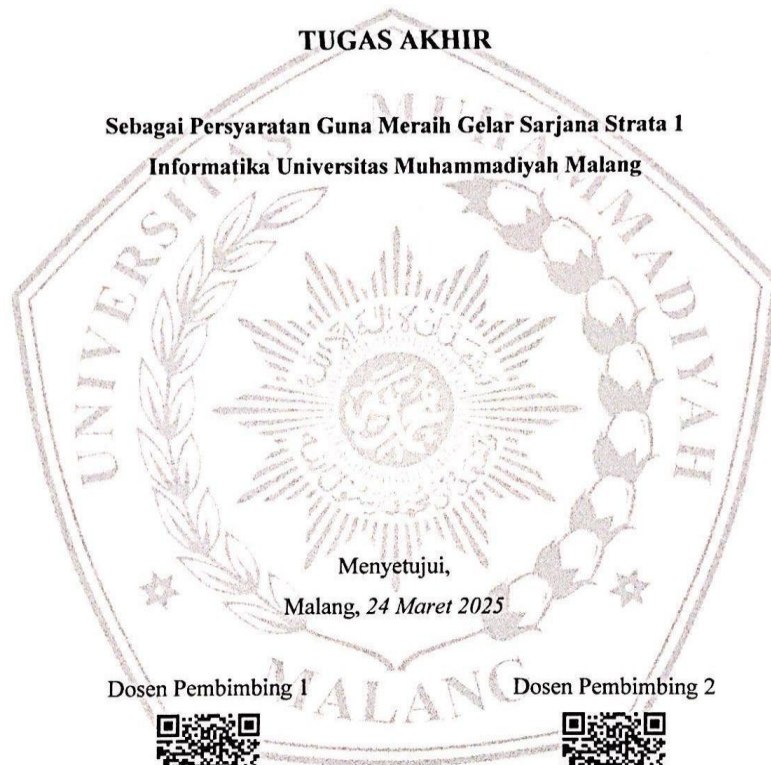 TUGAS AKHIR
Sebagai Persyaratan Guna Meraih Gelar Sarjana Strata 1
Informatika Universitas Muhammadiyah Malang
UNIVERSITAS MUHAMMADIYAH
Menyetujui,
Malang, 24 Maret 2025
MALANG
Dosen Pembimbing 1 Dosen Pembimbing 2